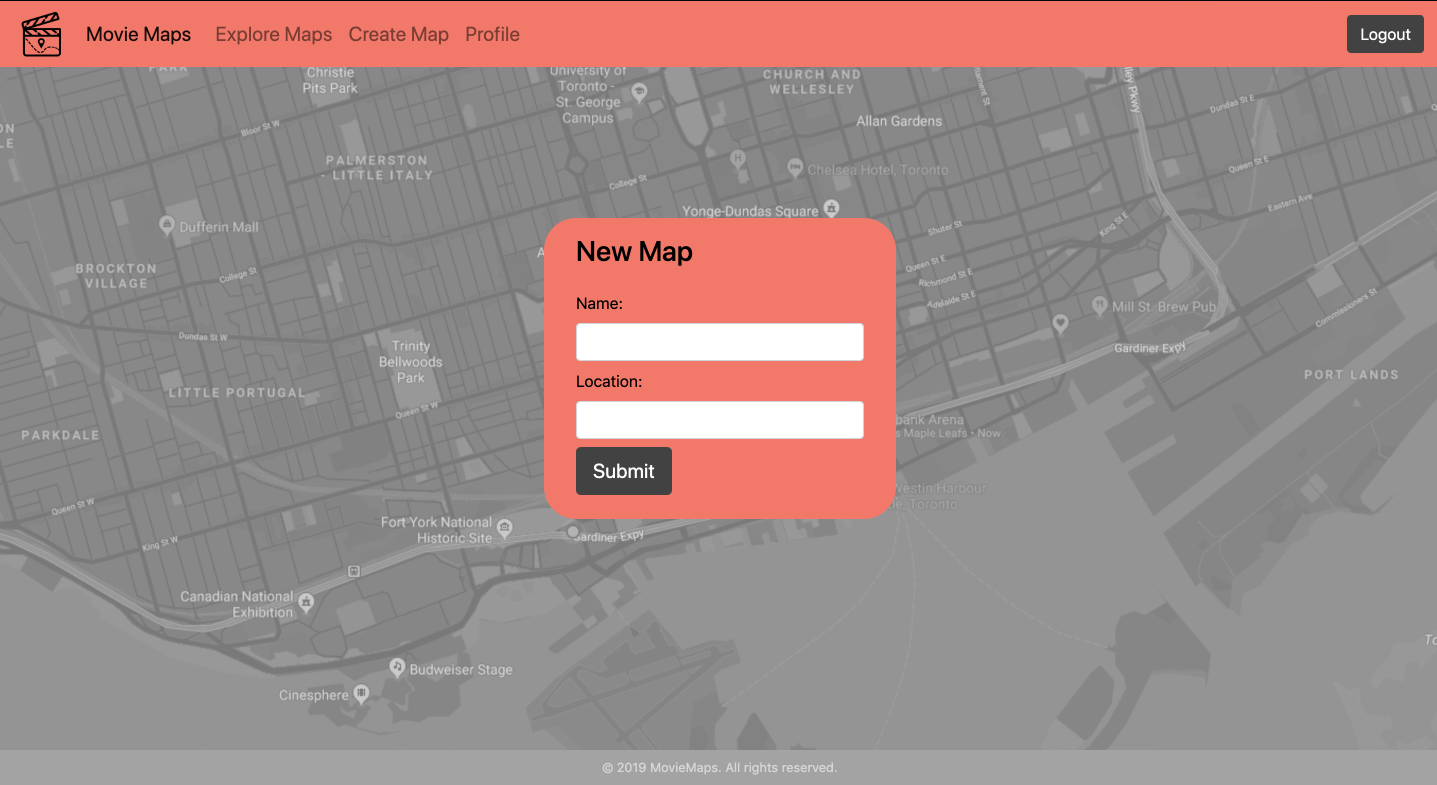 Movie Maps Explore Maps Create Map Profile
Logout
PARK
Christie
Pits Park
University of
Toronto -
St. George
Campus
CHURCH AND
WELLESLEY
Allan Gardens
Dundas St E
Bloor St W
PALMERSTON
- LITTLE ITALY
College St
H
Chelsea Hotel, Toronto
Queen St E
Eastern Ave
Yonge-Dundas Square
Dufferin Mall
Shuter St
King St E
BROCKTON
VILLAGE
College St
Queen St E
Richmond St E
Adelaide St E
Mill St. Brew Pub
Commissioners St
Gardiner Expy
PORT LANDS
Dundas St W
Trinity
Bellwoods
Park
LITTLE PORTUGAL
Queen St W
PARKDALE
New Map
Name:
Location:
Submit
bank Arena
s Maple Leafs • Now
Westin Harbour
le, Toronto
Queen St W
King St W
Fort York National
Historic Site
Gardiner Expy
Canadian National
Exhibition
Budweiser Stage
Cinesphere
To
© 2019 MovieMaps. All rights reserved.